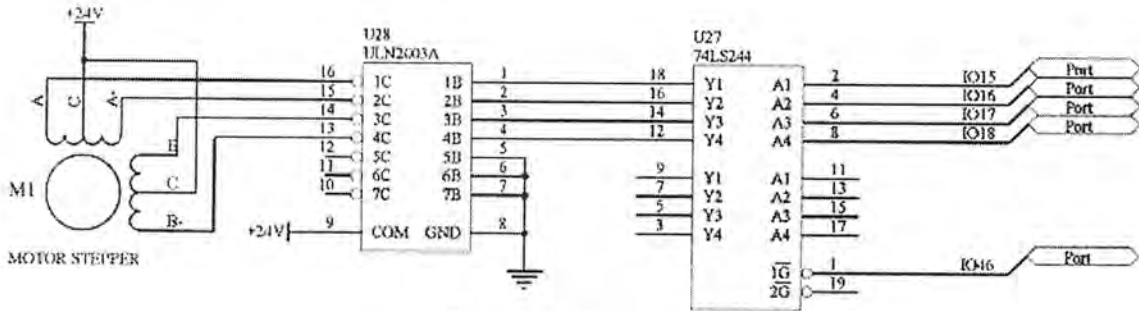 +24V
A
C
A-
B
C
B-
M1
MOTOR STEPPER
U28
ULN2003A
16 1C 1B 1
15 2C 2B 2
14 3C 3B 3
13 4C 4B 4
12 5C 5B 5
11 6C 6B 6
10 7C 7B 7
+24V 9 COM GND 8
U27
74LS244
18 Y1 A1 2 IO15 Port
16 Y2 A2 4 IO16 Port
14 Y3 A3 6 IO17 Port
12 Y4 A4 8 IO18 Port
9 Y1 A1 11
7 Y2 A2 13
5 Y3 A3 15
3 Y4 A4 17
1G 1 IO46 Port
2G 19